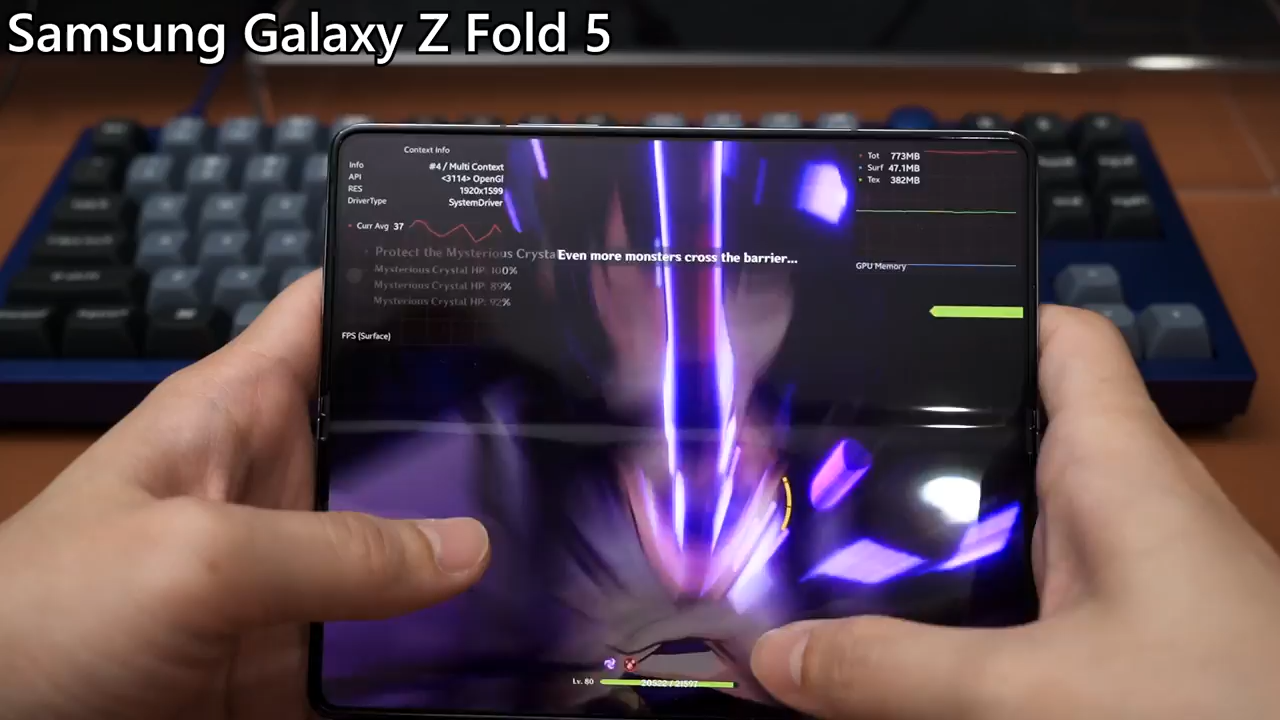 Samsung Galaxy Z Fold 5
Context Info
Info #4 / Multi Context
API <3114> OpenGl
RES 1920x1599
DriverType SystemDriver
Curr Avg 37
Tot 773MB
Surf 47.1MB
Tex 382MB
GPU Memory
Protect the Mysterious Crysta
Even more monsters cross the barrier...
Mysterious Crystal HP: 100%
Mysterious Crystal HP: 89%
Mysterious Crystal HP: 92%
FPS (Surface)
Lv. 80 20522 / 21597